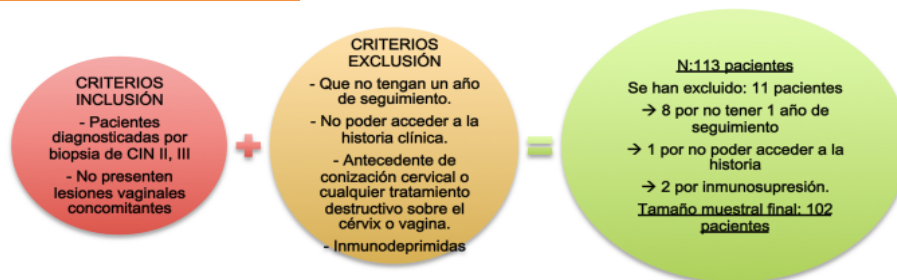 CRITERIOS
INCLUSIÓN
- Pacientes
diagnosticadas por
biopsia de CIN II, III
- No presenten
lesiones vaginales
concomitantes
CRITERIOS
EXCLUSIÓN
- Que no tengan un año
de seguimiento.
- No poder acceder a la
historia clínica.
- Antecedente de
conización cervical o
cualquier tratamiento
destructivo sobre el
cérvix o vagina.
- Inmunodeprimidas
N:113 pacientes
Se han excluido: 11 pacientes
→ 8 por no tener 1 año de
seguimiento
→ 1 por no poder acceder a la
historia
→ 2 por inmunosupresión.
Tamaño muestral final: 102
pacientes